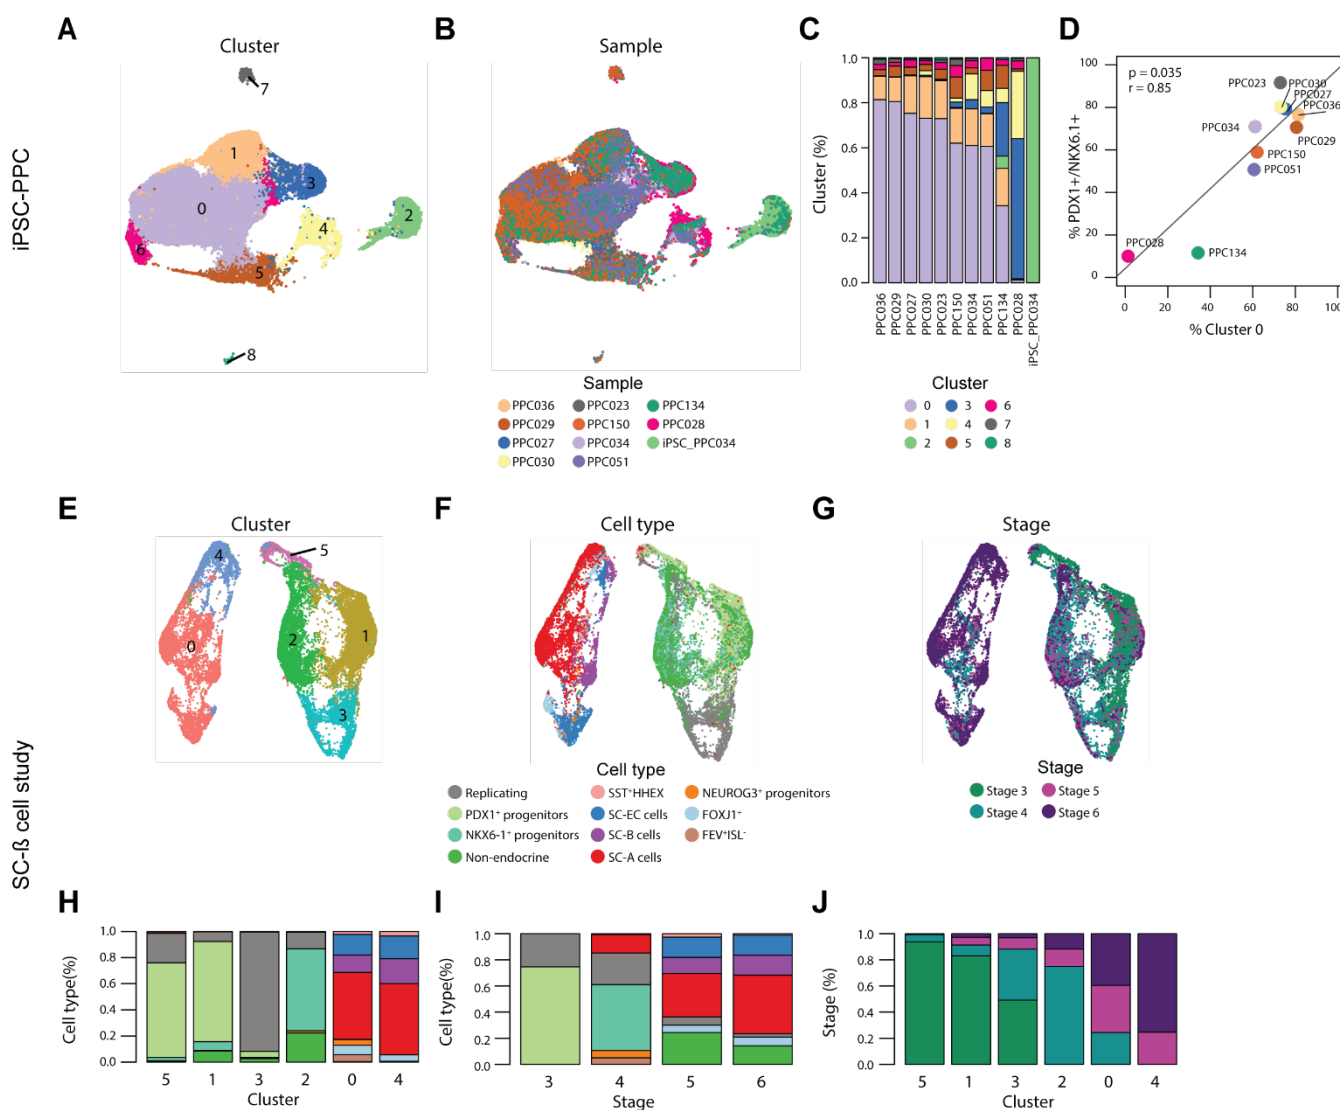 A
Cluster
7
1
3
0
2
4
6
5
8
iPSC-PPC
B
Sample
Sample
PPC036
PPC029
PPC027
PPC030
PPC023
PPC150
PPC034
PPC051
PPC134
PPC028
iPSC_PPC034
C
Cluster (%)
1.0
0.8
0.6
0.4
0.2
0.0
PPC036
PPC029
PPC027
PPC030
PPC023
PPC150
PPC034
PPC051
PPC134
PPC028
iPSC_PPC034
Cluster
0
1
2
3
4
5
6
7
8
D
% PDX1+/NKX6.1+
100
80
60
40
20
0
p = 0.035
r = 0.85
PPC023
PPC030
PPC027
PPC036
PPC034
PPC029
PPC150
PPC051
PPC028
PPC134
0 20 40 60 80 100
% Cluster 0
E
Cluster
4
5
0
2
1
3
SC-ß cell study
F
Cell type
Cell type
Replicating
PDX1⁺ progenitors
NKX6-1⁺ progenitors
Non-endocrine
SST⁺HHEX
SC-EC cells
SC-B cells
SC-A cells
NEUROG3⁺ progenitors
FOXJ1⁺
FEV⁺ISL⁻
G
Stage
Stage
Stage 3
Stage 4
Stage 5
Stage 6
H
Cell type(%)
1.0
0.8
0.6
0.4
0.2
0.0
5 1 3 2 0 4
Cluster
I
Cell type(%)
1.0
0.8
0.6
0.4
0.2
0.0
3 4 5 6
Stage
J
Stage (%)
1.0
0.8
0.6
0.4
0.2
0.0
5 1 3 2 0 4
Cluster